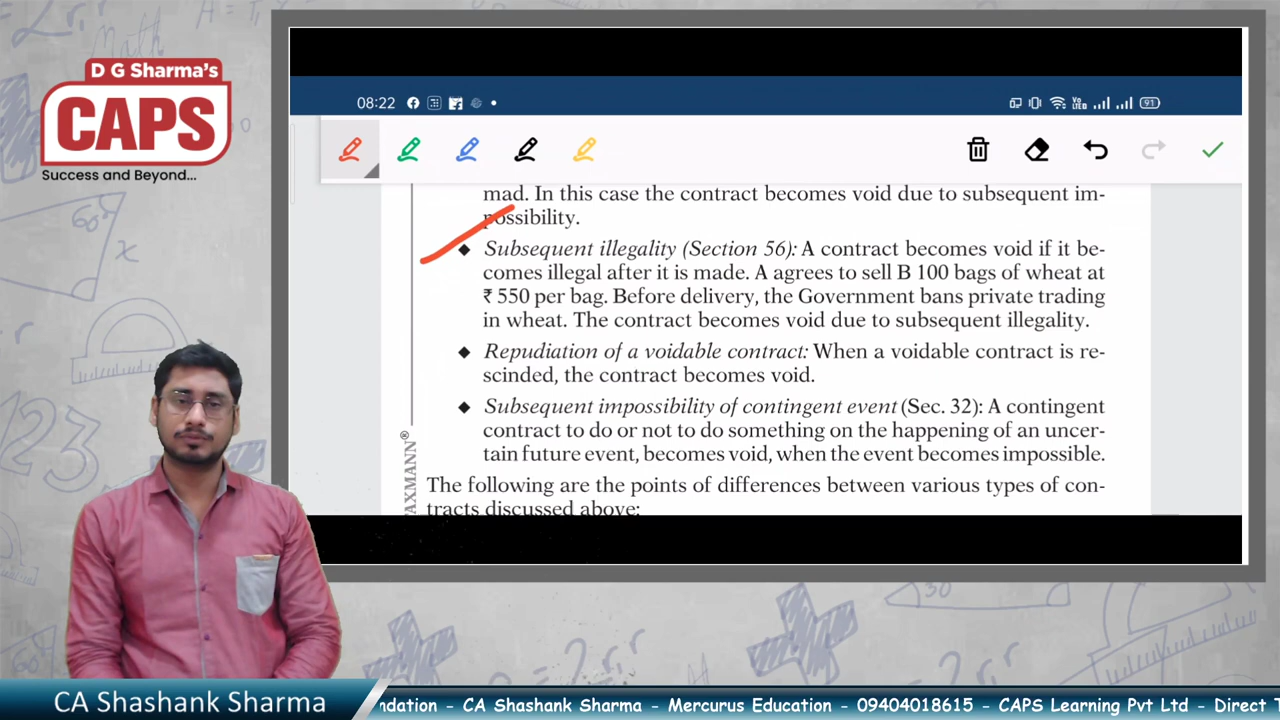 D G Sharma's
CAPS
Success and Beyond...
08:22
91
mad. In this case the contract becomes void due to subsequent im-
possibility.
◆ Subsequent illegality (Section 56): A contract becomes void if it be-
comes illegal after it is made. A agrees to sell B 100 bags of wheat at
₹ 550 per bag. Before delivery, the Government bans private trading
in wheat. The contract becomes void due to subsequent illegality.
◆ Repudiation of a voidable contract: When a voidable contract is re-
scinded, the contract becomes void.
◆ Subsequent impossibility of contingent event (Sec. 32): A contingent
contract to do or not to do something on the happening of an uncer-
tain future event, becomes void, when the event becomes impossible.
The following are the points of differences between various types of con-
tracts discussed above:
AXMANN®
Math
60°
x
123
60°
30
CA Shashank Sharma
ndation - CA Shashank Sharma - Mercurus Education - 09404018615 - CAPS Learning Pvt Ltd - Direct T